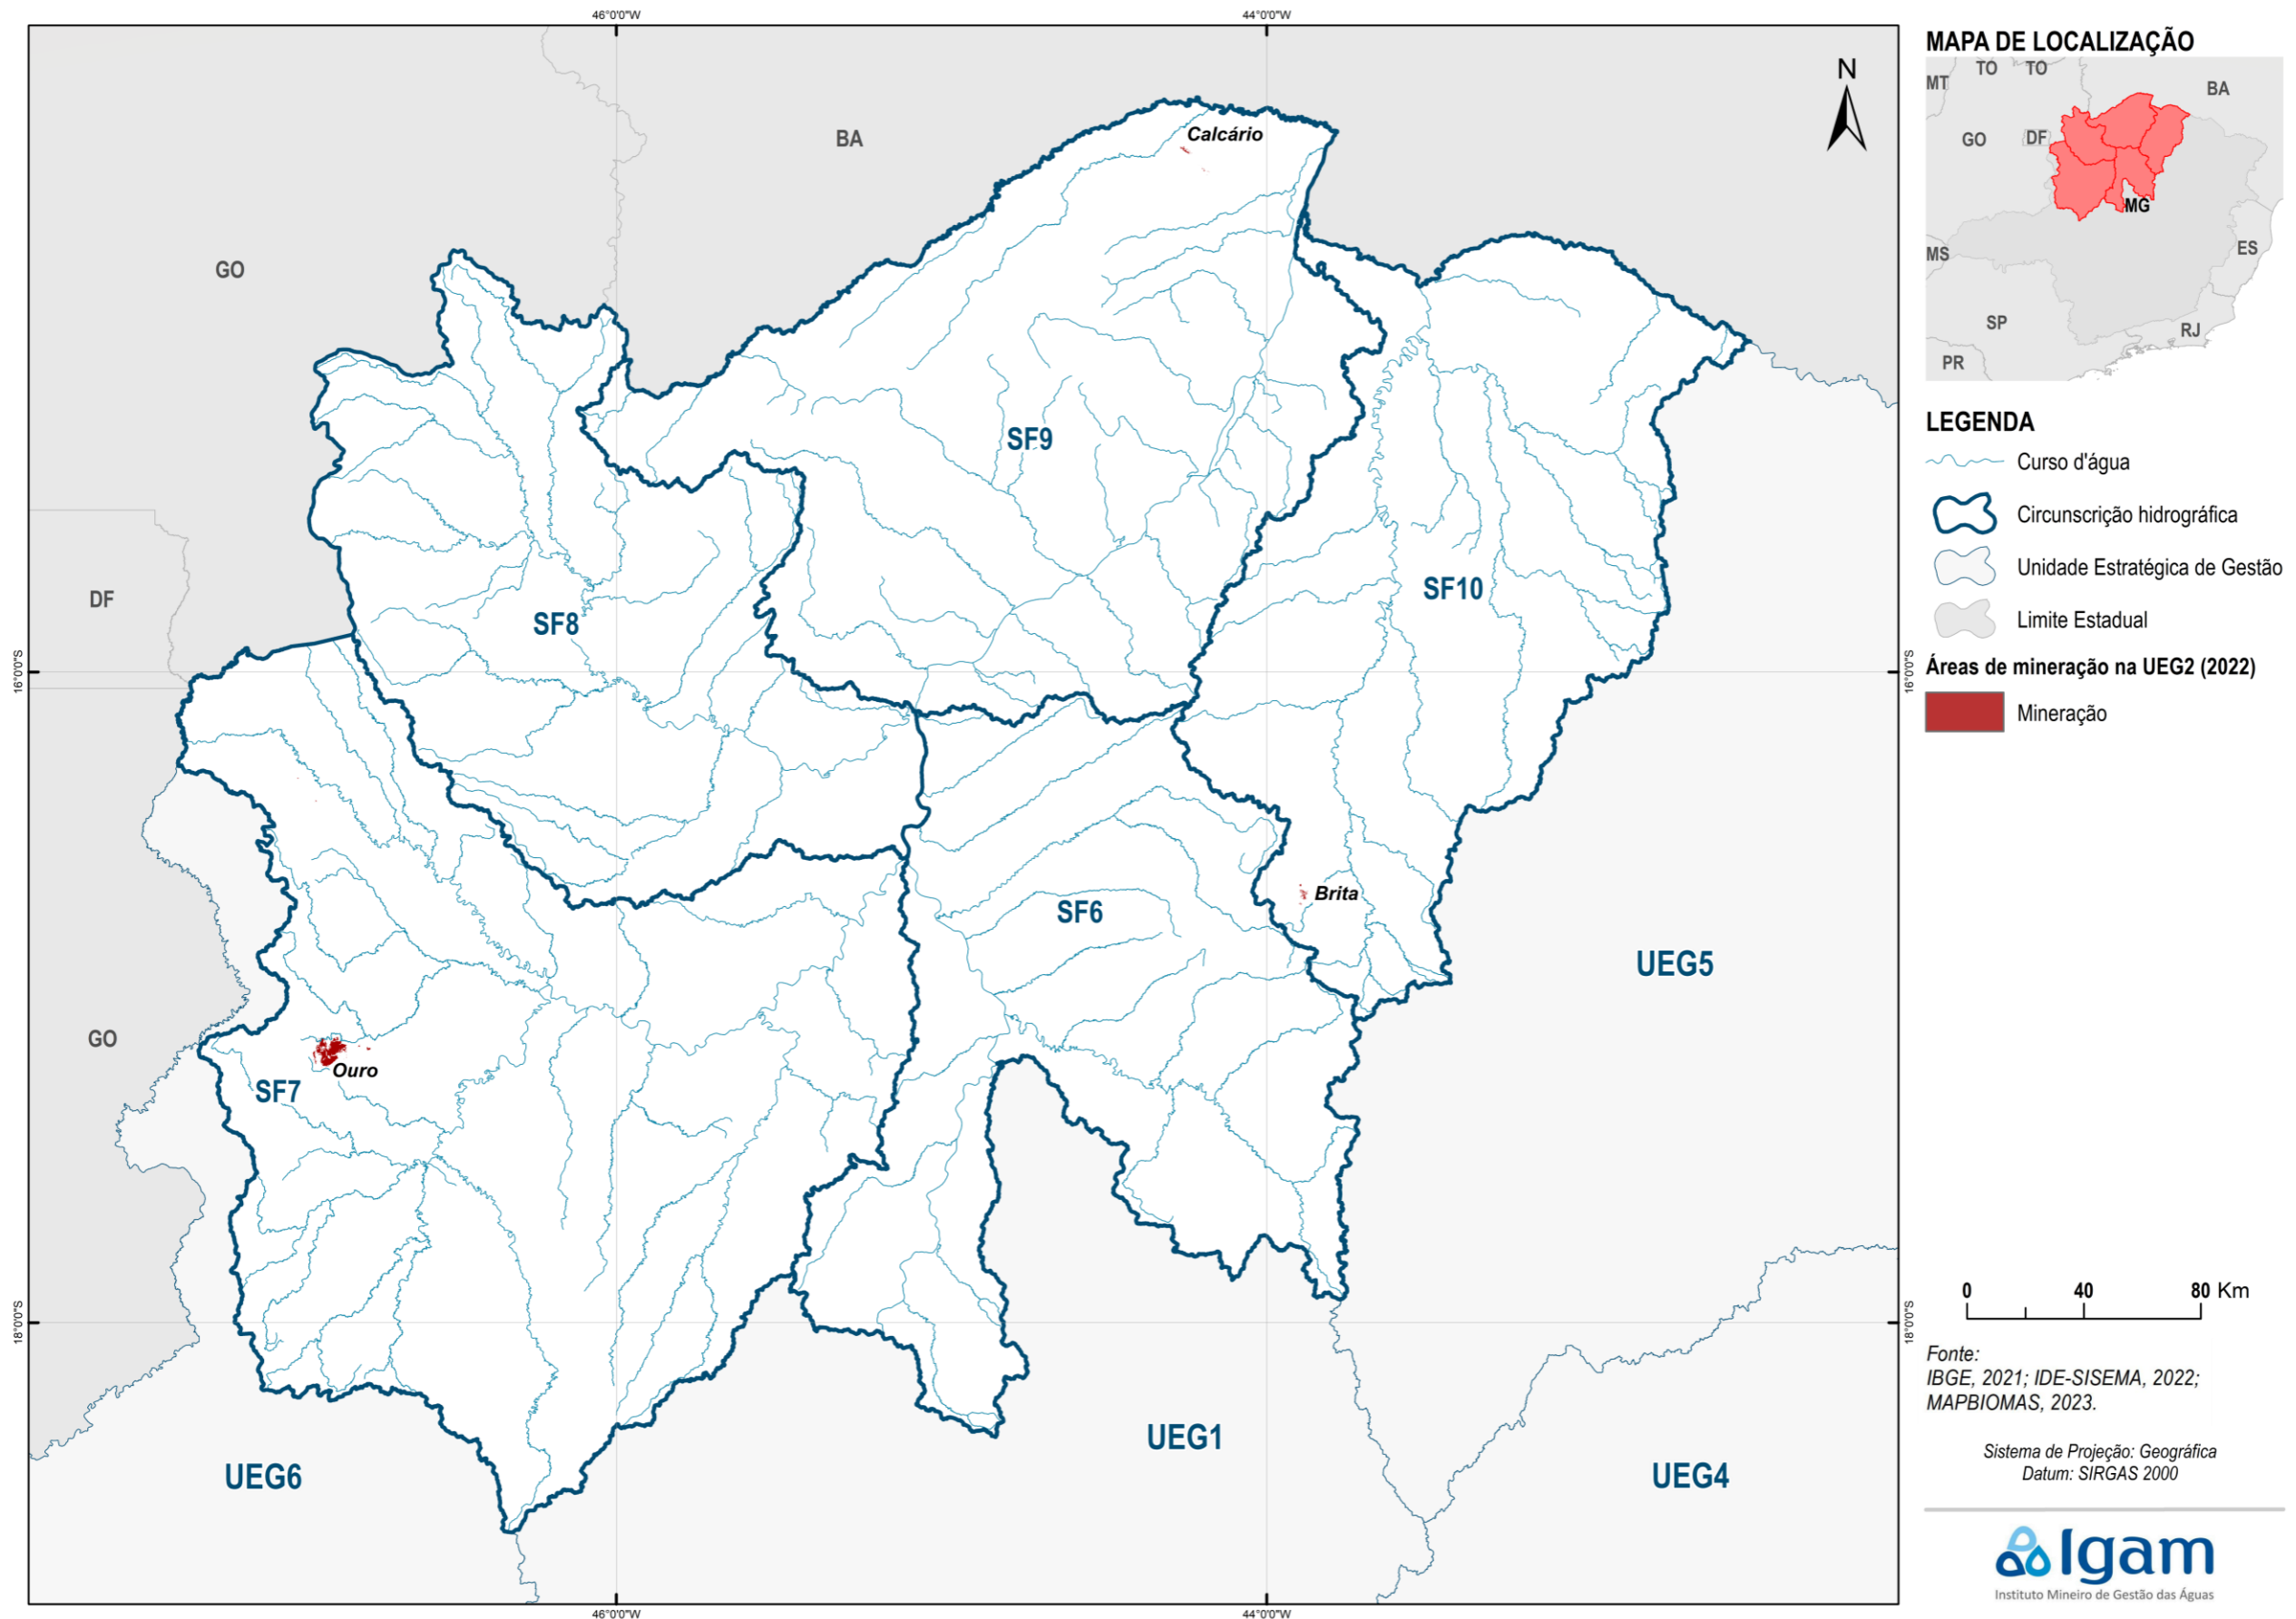 46°0'0"W
44°0'0"W
N
BA
GO
DF
GO
Calcário
SF9
SF10
SF8
SF6
SF7
Brita
Ouro
UEG5
UEG1
UEG4
UEG6
16°0'0"S
16°0'0"S
18°0'0"S
18°0'0"S
46°0'0"W
44°0'0"W
MAPA DE LOCALIZAÇÃO
TO
TO
MT
BA
GO
DF
MG
MS
ES
SP
RJ
PR
LEGENDA
Curso d'água
Circunscrição hidrográfica
Unidade Estratégica de Gestão
Limite Estadual
Áreas de mineração na UEG2 (2022)
Mineração
0 40 80 Km
Fonte:
IBGE, 2021; IDE-SISEMA, 2022;
MAPBIOMAS, 2023.
Sistema de Projeção: Geográfica
Datum: SIRGAS 2000
Igam
Instituto Mineiro de Gestão das Águas